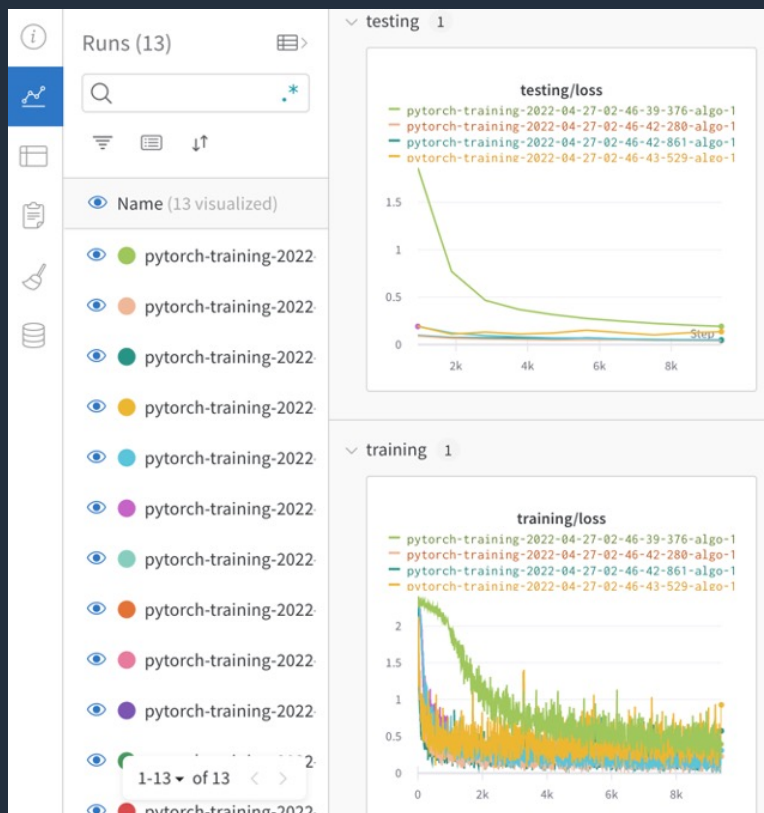 Runs (13)
.*
Name (13 visualized)
pytorch-training-2022-
pytorch-training-2022-
pytorch-training-2022-
pytorch-training-2022-
pytorch-training-2022-
pytorch-training-2022-
pytorch-training-2022-
pytorch-training-2022-
pytorch-training-2022-
pytorch-training-2022-
1-13 of 13
pytorch-training-2022-
testing 1
testing/loss
pytorch-training-2022-04-27-02-46-39-376-algo-1
pytorch-training-2022-04-27-02-46-42-280-algo-1
pytorch-training-2022-04-27-02-46-42-861-algo-1
pytorch-training-2022-04-27-02-46-43-529-algo-1
1.5
1
0.5
0
Step
2k 4k 6k 8k
training 1
training/loss
pytorch-training-2022-04-27-02-46-39-376-algo-1
pytorch-training-2022-04-27-02-46-42-280-algo-1
pytorch-training-2022-04-27-02-46-42-861-algo-1
pytorch-training-2022-04-27-02-46-43-529-algo-1
2
1.5
1
0.5
0
0 2k 4k 6k 8k